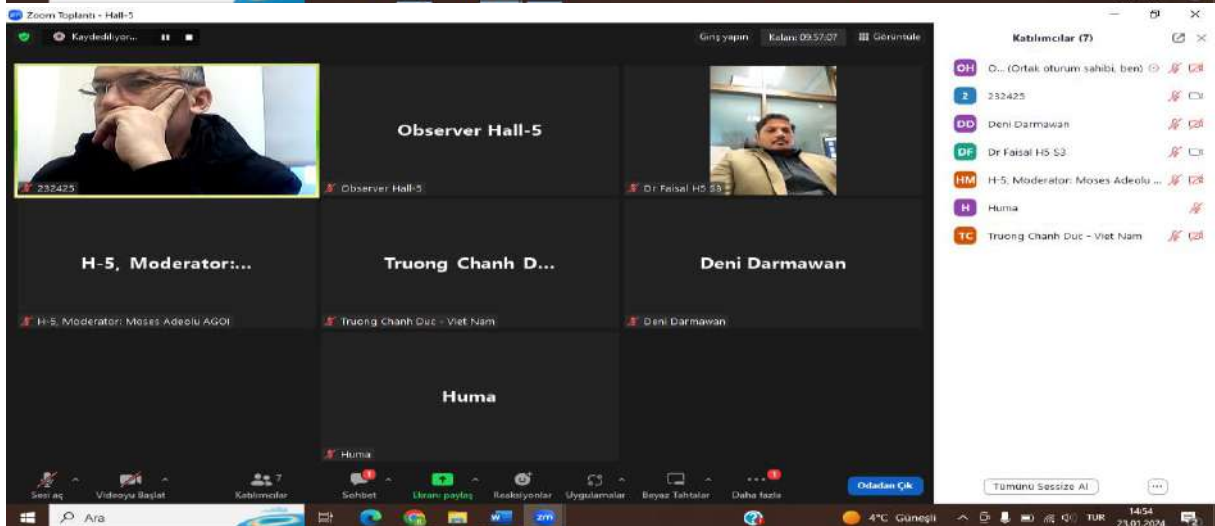 Zoom Toplantı - Hall-5
Kaydediliyor...
Giriş yapın
Kalan: 09:57:07
Görüntüle
232425
Observer Hall-5
Observer Hall-5
Dr Faisal H5 S3
H-5, Moderator:...
H-5, Moderator: Moses Adeolu AGOI
Truong Chanh D...
Truong Chanh Duc - Viet Nam
Deni Darmawan
Deni Darmawan
Huma
Huma
Katılımcılar (7)
OH O... (Ortak oturum sahibi, ben)
2 232425
DD Deni Darmawan
DF Dr Faisal H5 S3
HM H-5, Moderator: Moses Adeolu ...
H Huma
TC Truong Chanh Duc - Viet Nam
Tümünü Sessize Al
Sesi aç
Videoyu Başlat
7
Katılımcılar
1
Sohbet
Ekranı paylaş
Reaksiyonlar
Uygulamalar
Beyaz Tahtalar
1
Daha fazla
Odadan Çık
Ara
zm
4°C Güneşli
TUR
14:54
23.01.2024